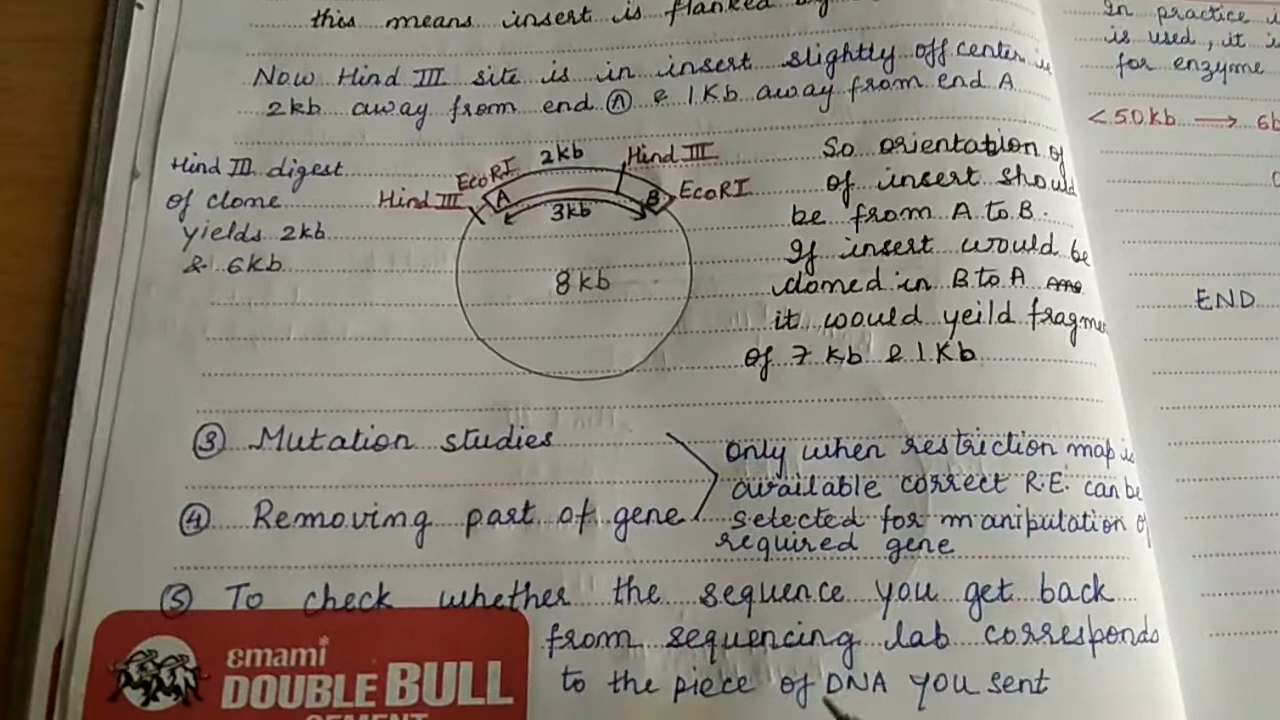 this means insert is flanked
Now Hind III site is in insert slightly off center is
2kb away from end Ⓐ & 1Kb away from end A
Hind III digest
of clone
yields 2kb
& 6kb
2kb
Hind III
EcoRI
Hind III
A
3kb
B
EcoRI
8kb
So orientation of
of insert should
be from A to B.
If insert would be
cloned in B to A
it would yeild fragme
of 7 kb & 1Kb
③ Mutation studies
④ Removing part of gene
only when restriction map is
available correct R.E. can be
selected for manipulation of
required gene
⑤ To check whether the sequence you get back
from sequencing lab corresponds
to the piece of DNA you sent
emami
DOUBLE BULL
CEMENT
In practice
is used, it
for enzyme
<50kb → 6b
END